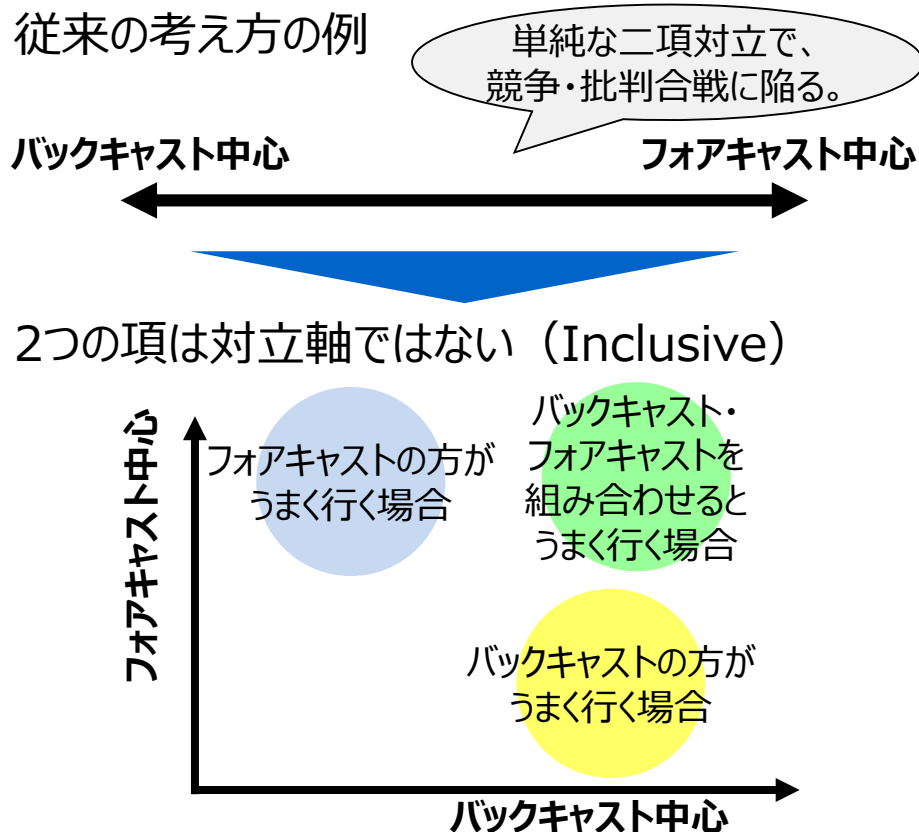 従来の考え方の例
単純な二項対立で、
競争・批判合戦に陥る。
バックキャスト中心
フォアキャスト中心
2つの項は対立軸ではない（Inclusive）
フォアキャスト中心
フォアキャストの方が
うまく行く場合
バックキャスト・
フォアキャストを
組み合わせると
うまく行く場合
バックキャストの方が
うまく行く場合
バックキャスト中心